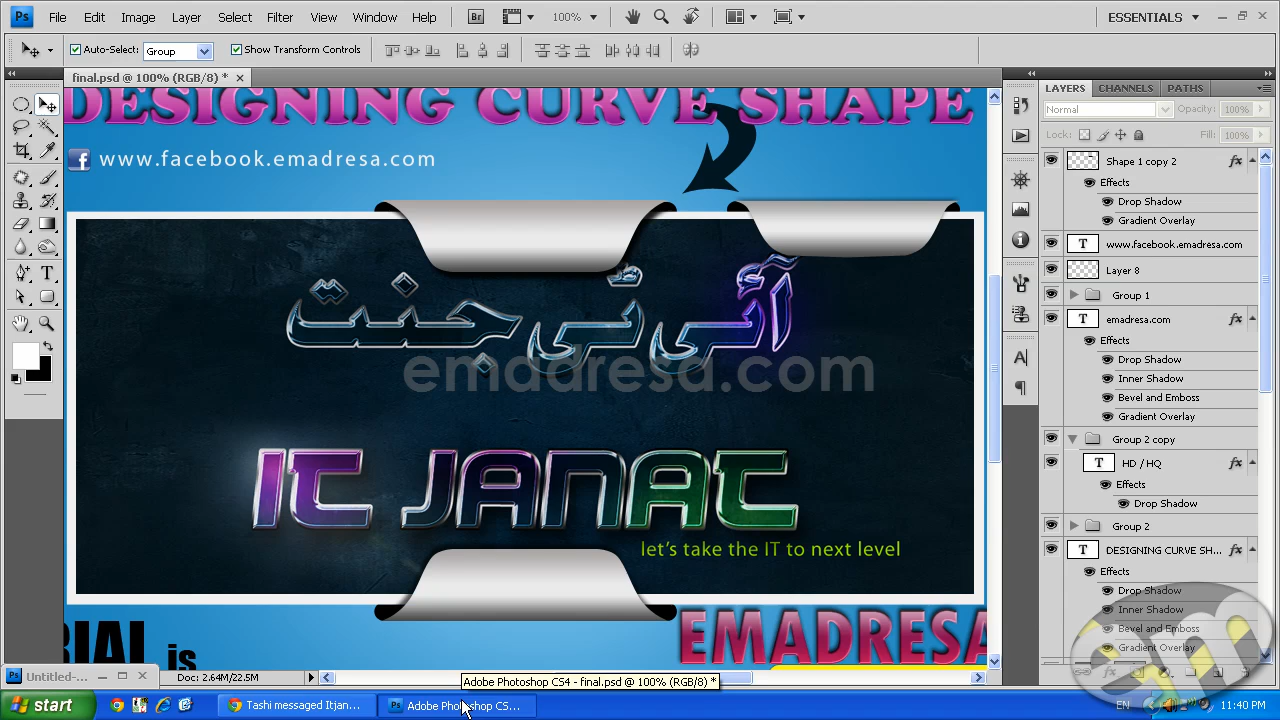 File Edit Image Layer Select Filter View Window Help
Br
100%
ESSENTIALS
Auto-Select: Group
Show Transform Controls
final.psd @ 100% (RGB/8) *
DESIGNING CURVE SHAPE
www.facebook.emadresa.com
آئی ٹی جنت
emadresa.com
IT JANAT
let's take the IT to next level
RIAL is
EMADRESA
Untitled-...
Doc: 2.64M/22.5M
Adobe Photoshop CS... - final.psd @ 100% (RGB/8) *
LAYERS CHANNELS PATHS
Normal Opacity: 100%
Lock: Fill: 100%
Shape 1 copy 2
Effects
Drop Shadow
Gradient Overlay
www.facebook.emadresa.com
Layer 8
Group 1
emadresa.com
Effects
Drop Shadow
Inner Shadow
Bevel and Emboss
Gradient Overlay
Group 2 copy
HD / HQ
Effects
Drop Shadow
Group 2
DESIGNING CURVE SH...
Effects
Drop Shadow
Inner Shadow
Bevel and Emboss
Gradient Overlay
em
start
Tashi messaged Itjan...
Adobe Photoshop CS...
EN
11:40 PM